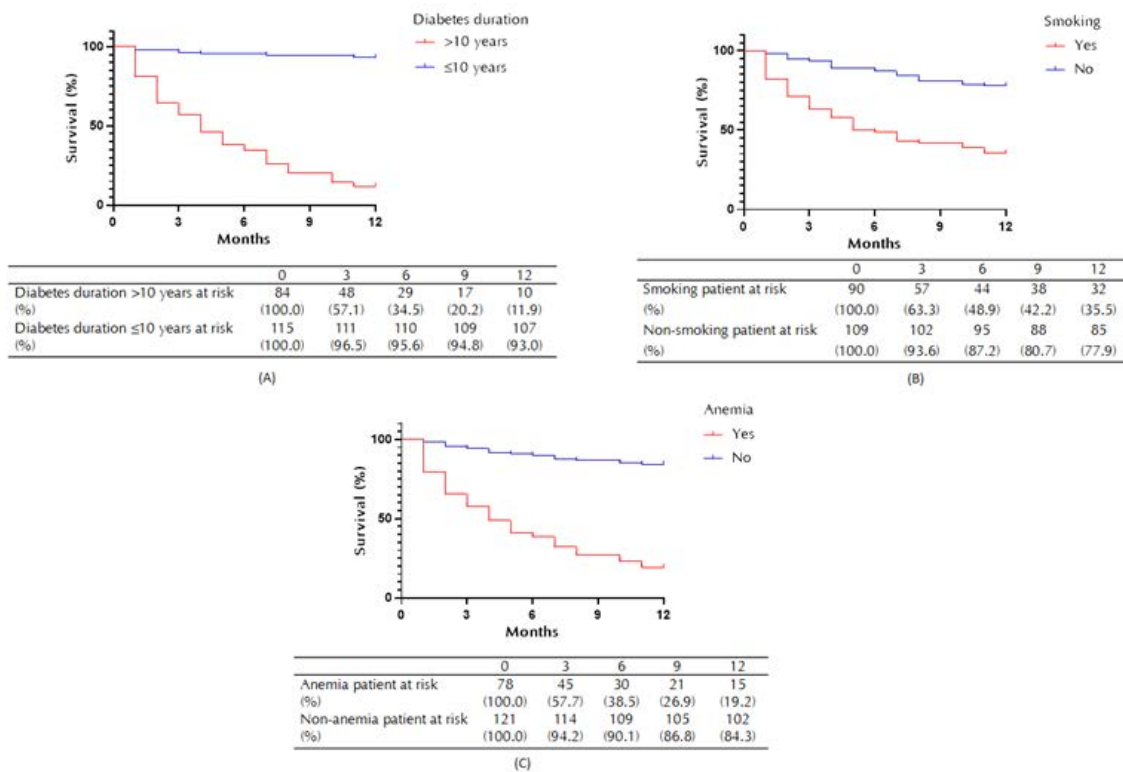 Diabetes duration
>10 years
≤10 years
100
50
0
Survival (%)
0 3 6 9 12
Months
0 3 6 9 12
Diabetes duration >10 years at risk 84 48 29 17 10
(%) (100.0) (57.1) (34.5) (20.2) (11.9)
Diabetes duration ≤10 years at risk 115 111 110 109 107
(%) (100.0) (96.5) (95.6) (94.8) (93.0)
(A)
Smoking
Yes
No
100
50
0
Survival (%)
0 3 6 9 12
Months
0 3 6 9 12
Smoking patient at risk 90 57 44 38 32
(%) (100.0) (63.3) (48.9) (42.2) (35.5)
Non-smoking patient at risk 109 102 95 88 85
(%) (100.0) (93.6) (87.2) (80.7) (77.9)
(B)
Anemia
Yes
No
100
50
0
Survival (%)
0 3 6 9 12
Months
0 3 6 9 12
Anemia patient at risk 78 45 30 21 15
(%) (100.0) (57.7) (38.5) (26.9) (19.2)
Non-anemia patient at risk 121 114 109 105 102
(%) (100.0) (94.2) (90.1) (86.8) (84.3)
(C)